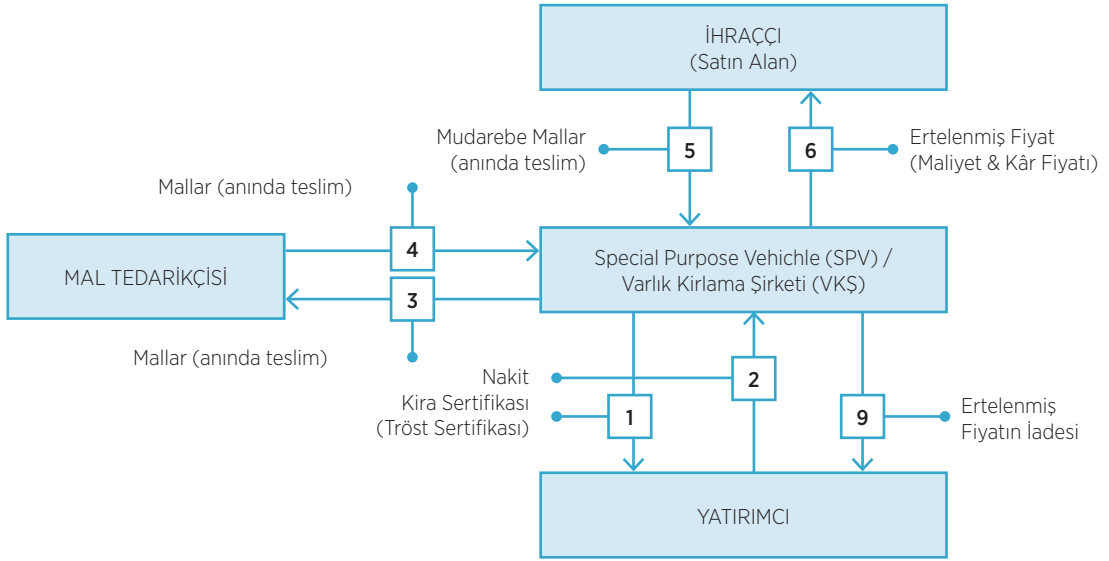 İHRAÇÇI
(Satın Alan)
Mudarebe Mallar
(anında teslim)
5
6
Ertelenmiş Fiyat
(Maliyet & Kâr Fiyatı)
Mallar (anında teslim)
4
MAL TEDARİKÇİSİ
Special Purpose Vehichle (SPV) /
Varlık Kirlama Şirketi (VKŞ)
3
Mallar (anında teslim)
Nakit
Kira Sertifikası
(Tröst Sertifikası)
1
2
9
Ertelenmiş
Fiyatın İadesi
YATIRIMCI